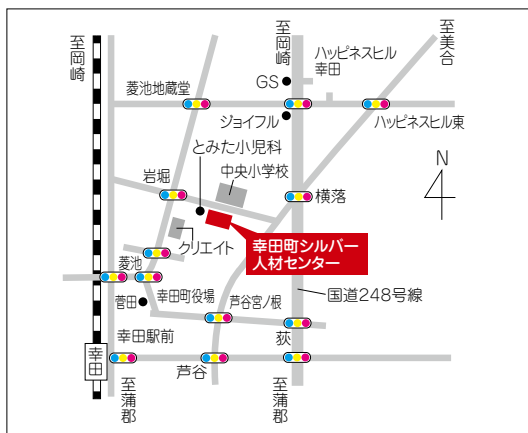 至岡崎
至岡崎
至美合
ハッピネスヒル
幸田
GS
菱池地蔵堂
ジョイフル
ハッピネスヒル東
とみた小児科
中央小学校
岩堀
横落
N
クリエイト
幸田町シルバー
人材センター
菱池
菅田
幸田町役場
芦谷宮ノ根
国道248号線
荻
幸田駅前
幸田
芦谷
至蒲郡
至蒲郡